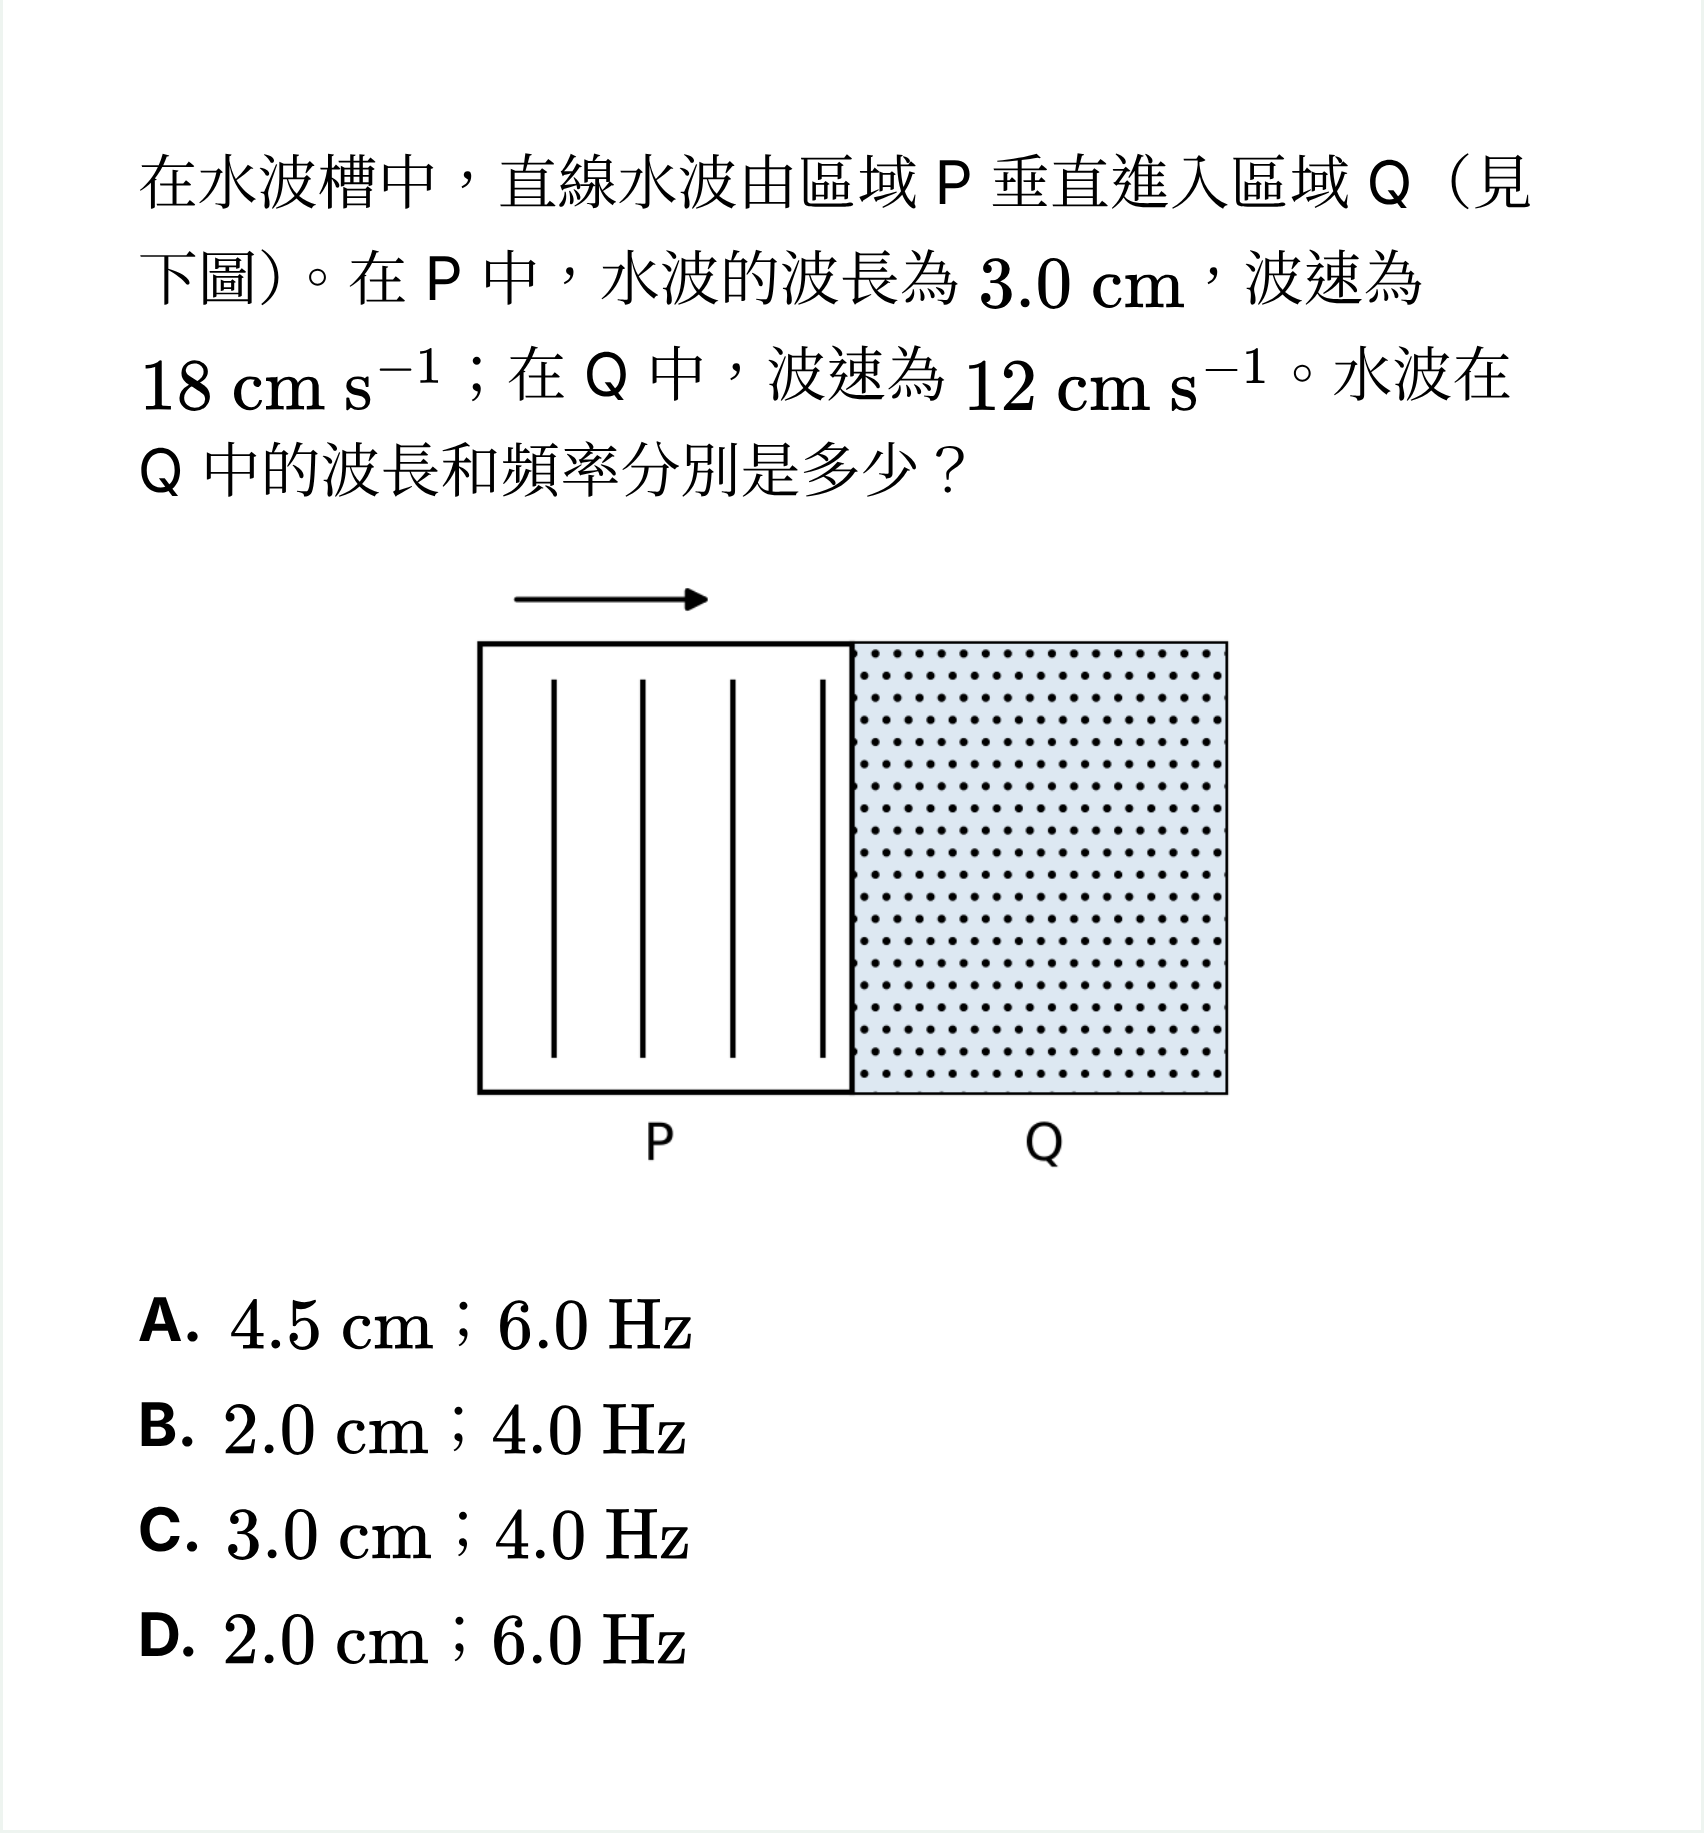 在水波槽中，直線水波由區域 P 垂直進入區域 Q（見
下圖）。在 P 中，水波的波長為 3.0 cm，波速為
18 cm s⁻¹；在 Q 中，波速為 12 cm s⁻¹。水波在
Q 中的波長和頻率分別是多少？
P Q
A. 4.5 cm；6.0 Hz
B. 2.0 cm；4.0 Hz
C. 3.0 cm；4.0 Hz
D. 2.0 cm；6.0 Hz